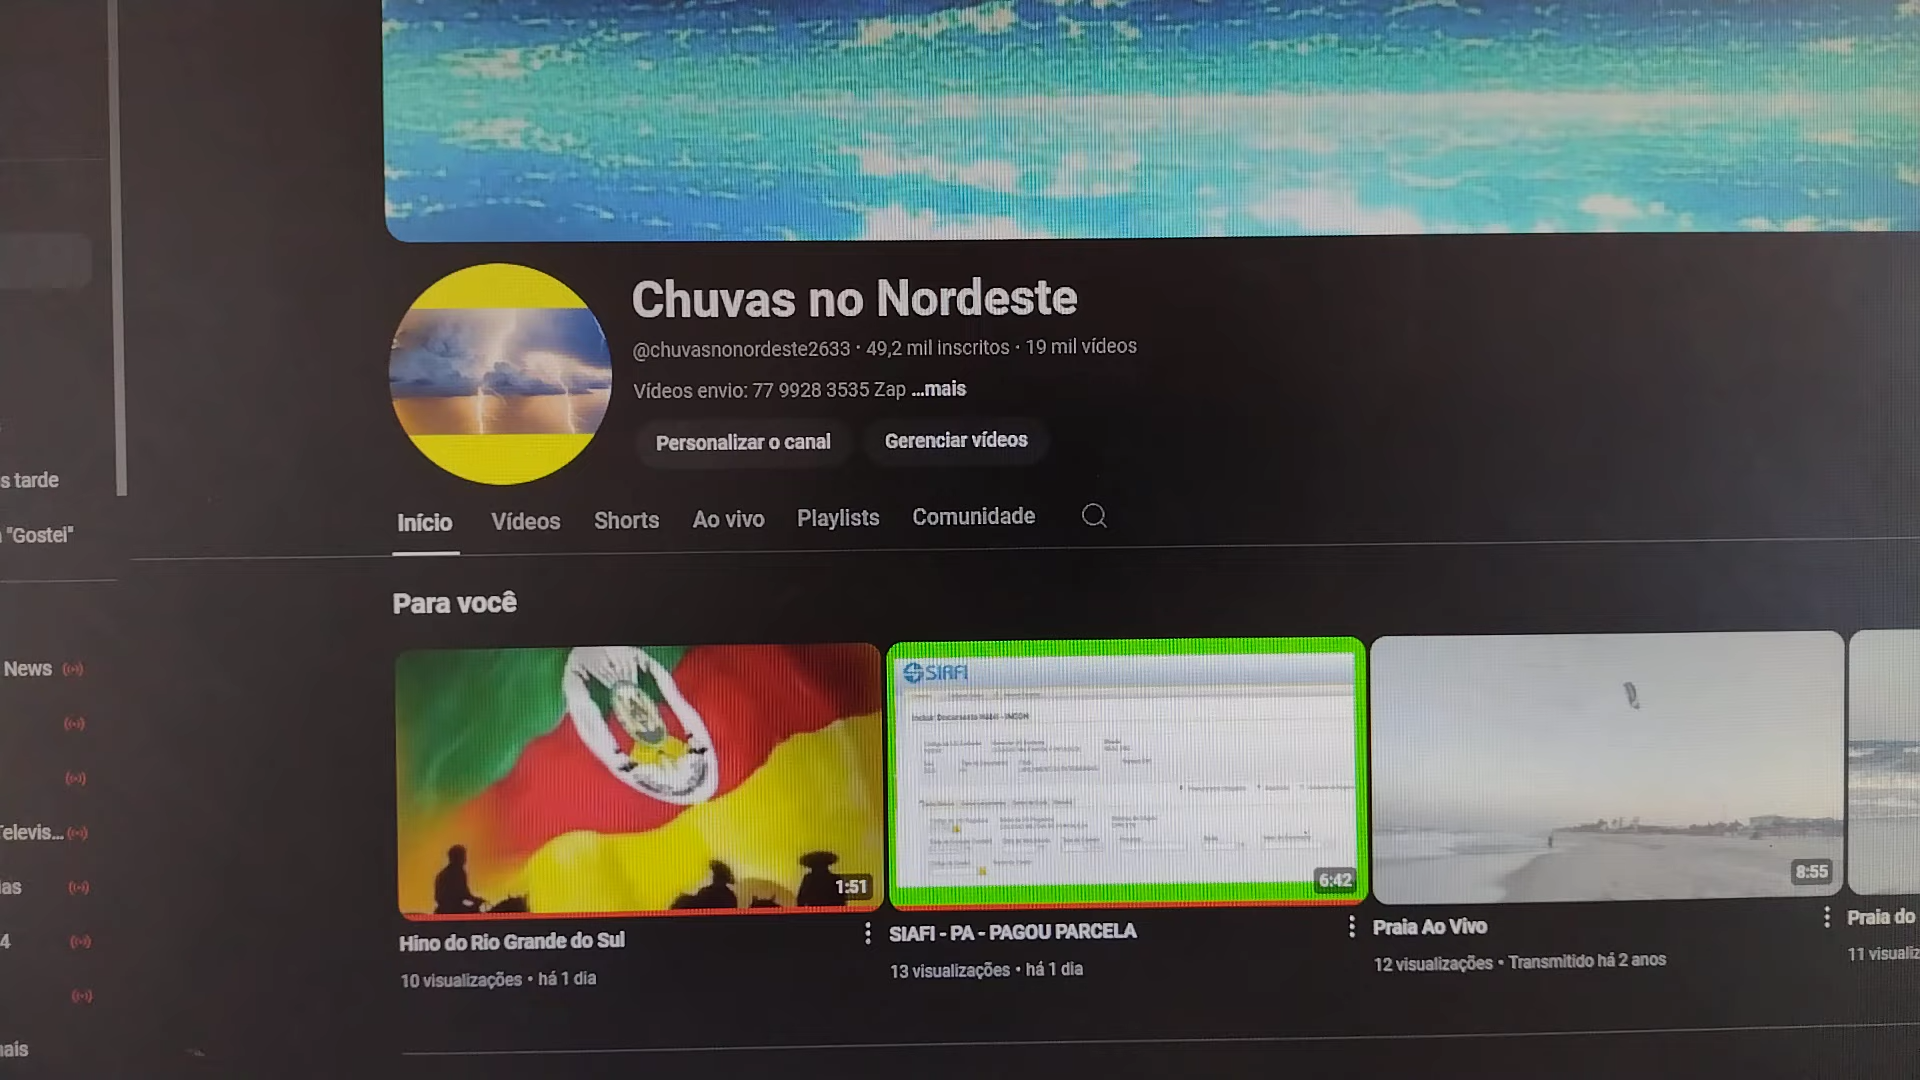 Chuvas no Nordeste
@chuvasnonordeste2633 · 49,2 mil inscritos · 19 mil vídeos
Vídeos envio: 77 9928 3535 Zap ...mais
Personalizar o canal
Gerenciar vídeos
s tarde
"Gostei"
Início
Vídeos
Shorts
Ao vivo
Playlists
Comunidade
Para você
News
Televis...
ias
4
nais
SIAFI
Incluir Documento Hábil - INCOM
1:51
6:42
8:55
Hino do Rio Grande do Sul
10 visualizações • há 1 dia
SIAFI - PA - PAGOU PARCELA
13 visualizações • há 1 dia
Praia Ao Vivo
12 visualizações • Transmitido há 2 anos
Praia do
11 visualiz